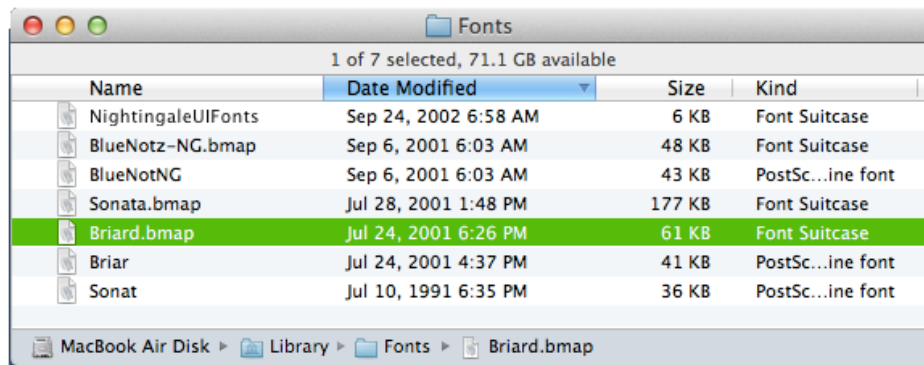 Fonts
1 of 7 selected, 71.1 GB available
Name Date Modified Size Kind
NightingaleUIFonts Sep 24, 2002 6:58 AM 6 KB Font Suitcase
BlueNotz-NG.bmap Sep 6, 2001 6:03 AM 48 KB Font Suitcase
BlueNotNG Sep 6, 2001 6:03 AM 43 KB PostSc...ine font
Sonata.bmap Jul 28, 2001 1:48 PM 177 KB Font Suitcase
Briard.bmap Jul 24, 2001 6:26 PM 61 KB Font Suitcase
Briar Jul 24, 2001 4:37 PM 41 KB PostSc...ine font
Sonat Jul 10, 1991 6:35 PM 36 KB PostSc...ine font
MacBook Air Disk ▸ Library ▸ Fonts ▸ Briard.bmap